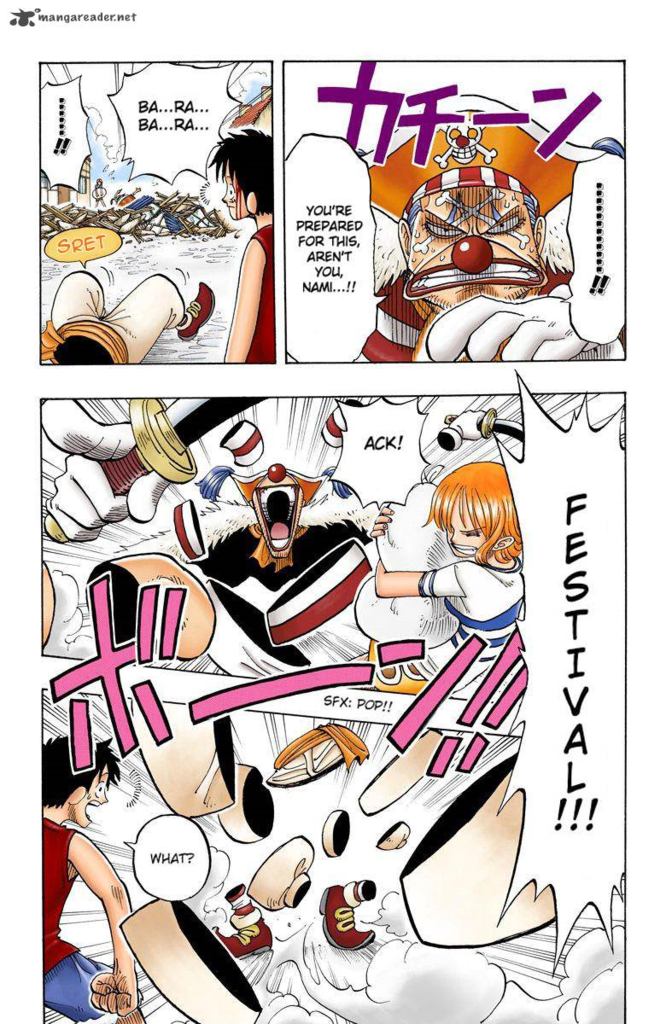 mangareader.net
カチーン
YOU'RE
PREPARED
FOR THIS,
AREN'T
YOU,
NAMI...!!
.........!!
BA...RA...
BA...RA...
.........!!
SRET
ACK!
FESTIVAL!!!
ボーン!!
SFX: POP!!
WHAT?